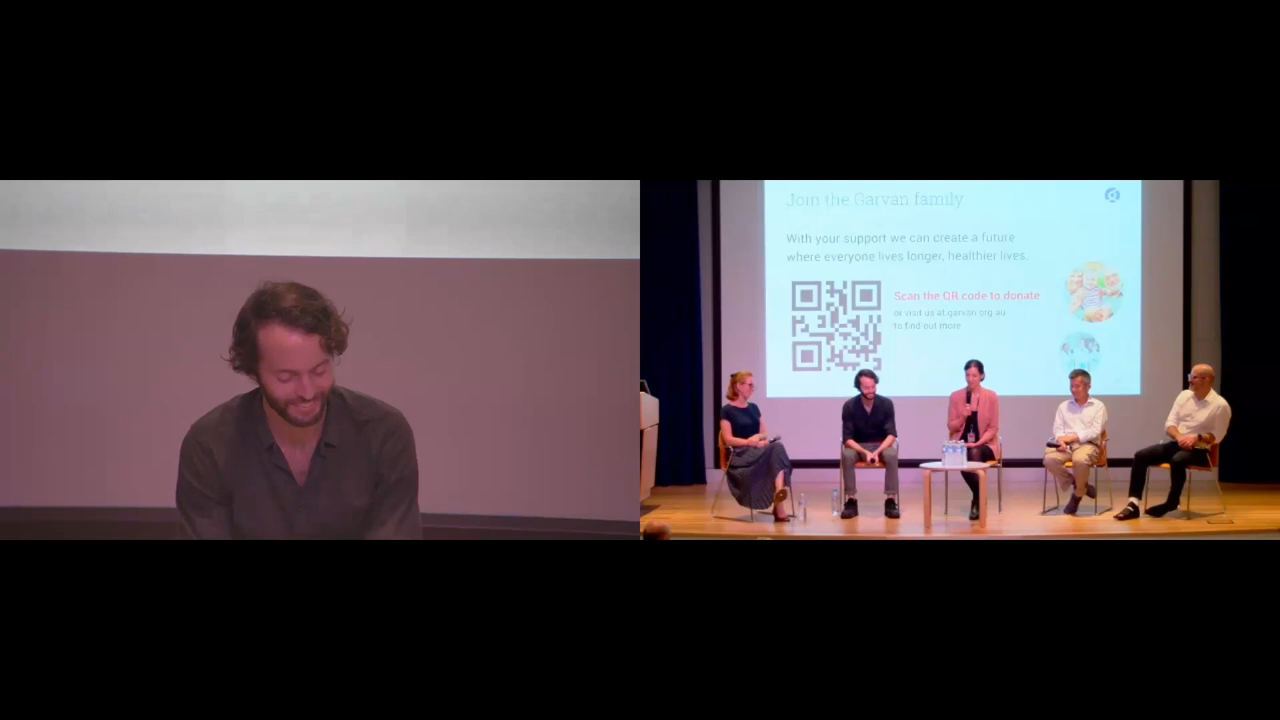 Join the Garvan family
With your support we can create a future
where everyone lives longer, healthier lives.
Scan the QR code to donate
or visit us at garvan.org.au
to find out more